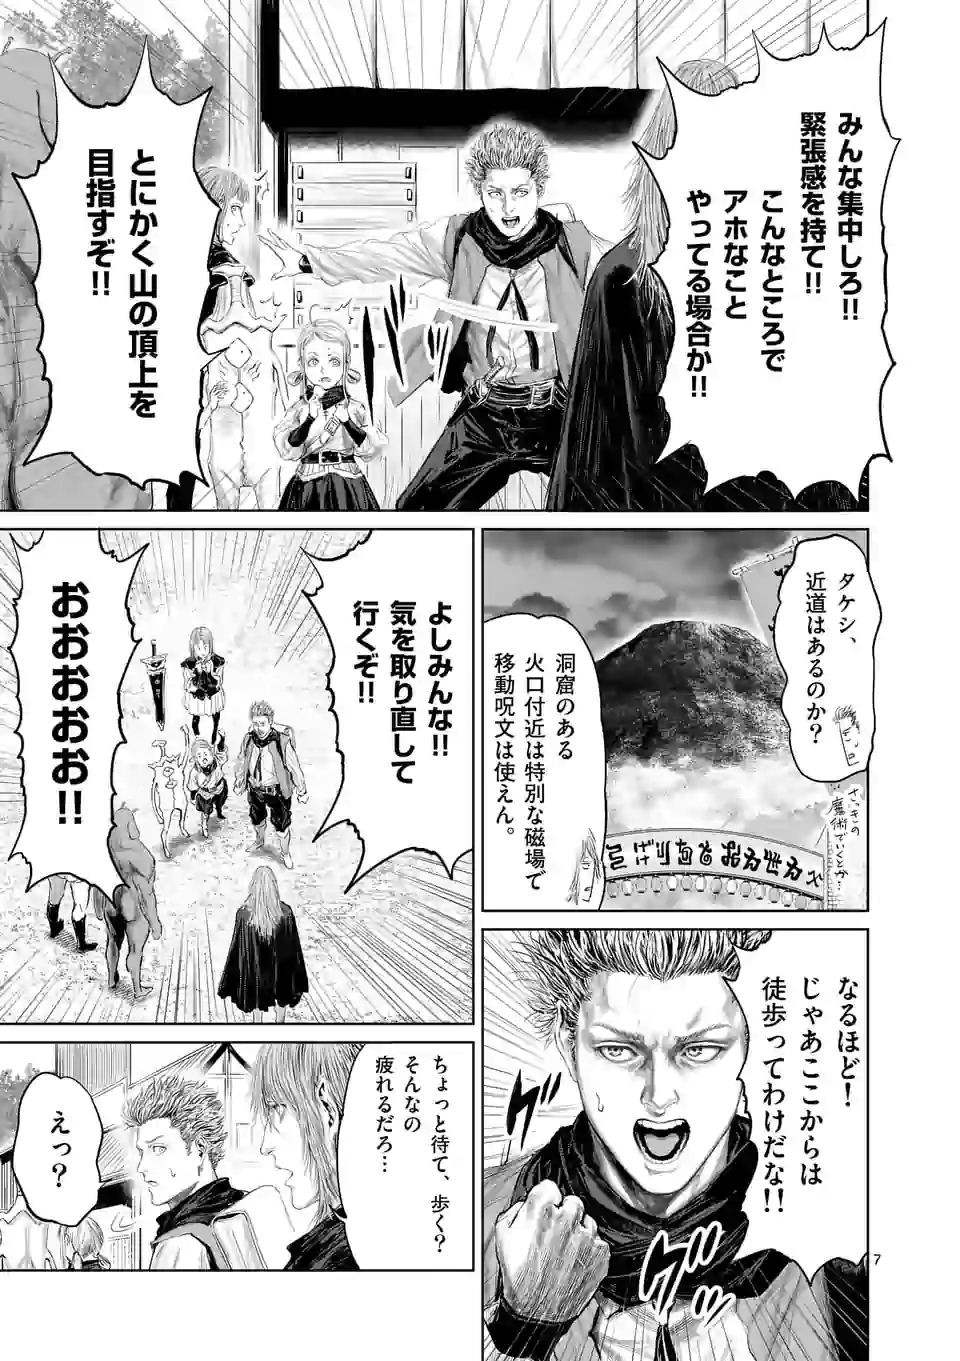 みんな集中しろ!!
緊張感を持て!!
こんなところで
アホなこと
やってる場合か!!
とにかく山の頂上を
目指すぞ!!
タケシ、
近道はあるのか?
さっきの
魔術でいくとか…
洞窟のある
火口付近は特別な磁場で
移動呪文は使えん。
なるほど!
じゃあここからは
徒歩ってわけだな!!
グッ
グッ
よしみんな!!
気を取り直して
行くぞ!!
おおおおお!!
ちょっと待て、歩く?
そんなの
疲れるだろ…
えっ?
7